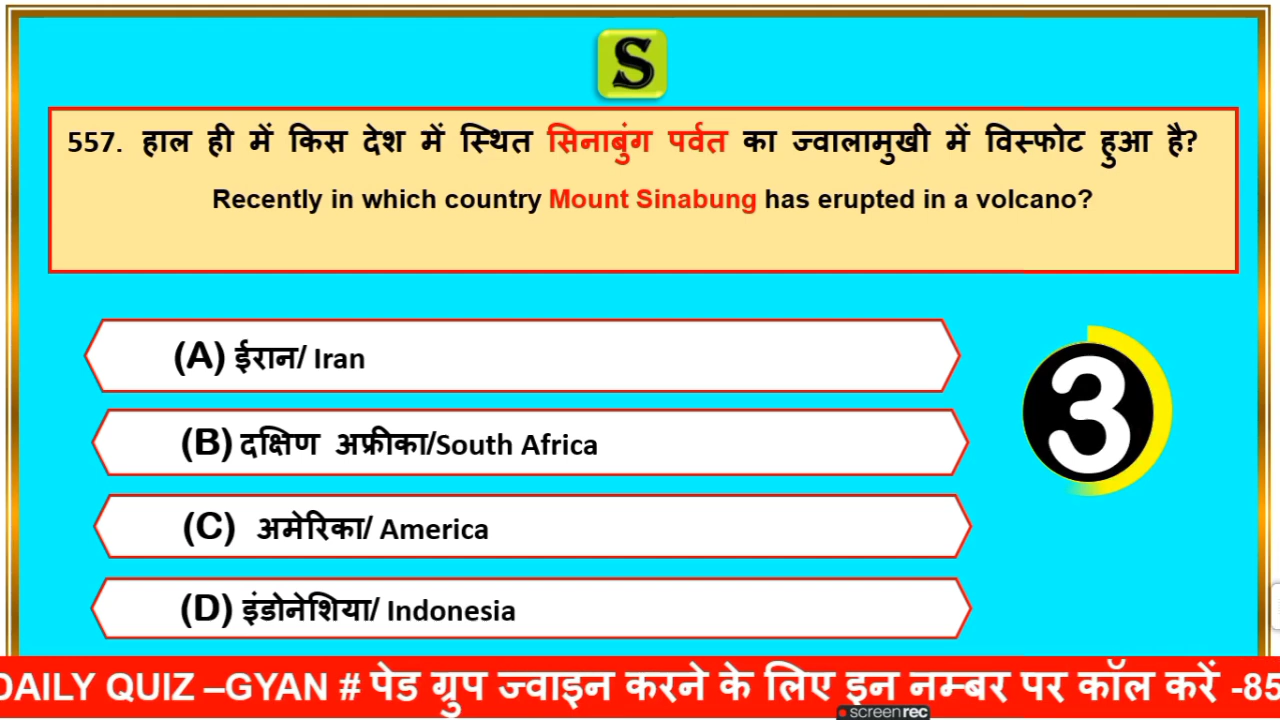 S
557. हाल ही में किस देश में स्थित सिनाबुंग पर्वत का ज्वालामुखी में विस्फोट हुआ है?
Recently in which country Mount Sinabung has erupted in a volcano?
(A) ईरान/ Iran
(B) दक्षिण अफ्रीका/South Africa
(C) अमेरिका/ America
(D) इंडोनेशिया/ Indonesia
3
DAILY QUIZ –GYAN # पेड ग्रुप ज्वाइन करने के लिए इन नम्बर पर कॉल करें -85
screenrec